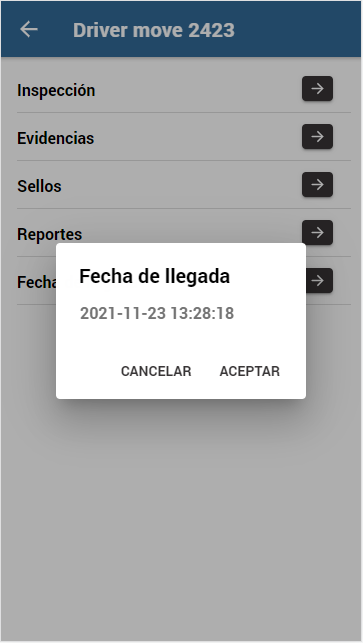 Driver move 2423
Inspección
Evidencias
Sellos
Reportes
Fecha
Fecha de llegada
2021-11-23 13:28:18
CANCELAR ACEPTAR